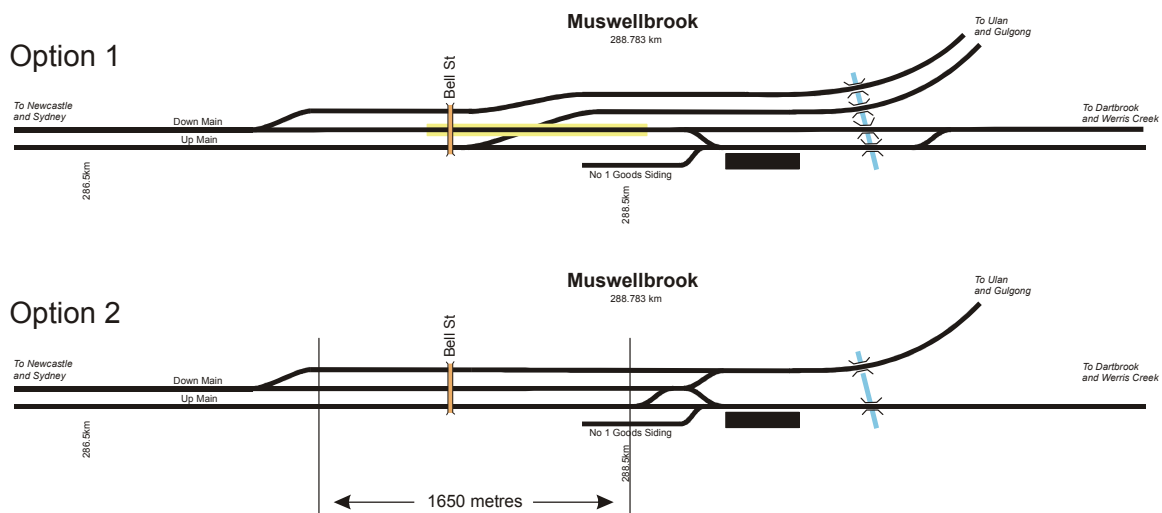 Muswellbrook
288.783 km
To Ulan
and Gulgong
Option 1
Bell St
To Newcastle
and Sydney
Down Main
To Dartbrook
and Werris Creek
Up Main
286.5km
No 1 Goods Siding
288.5km
Muswellbrook
288.783 km
To Ulan
and Gulgong
Option 2
Bell St
To Newcastle
and Sydney
Down Main
To Dartbrook
and Werris Creek
Up Main
286.5km
No 1 Goods Siding
288.5km
1650 metres